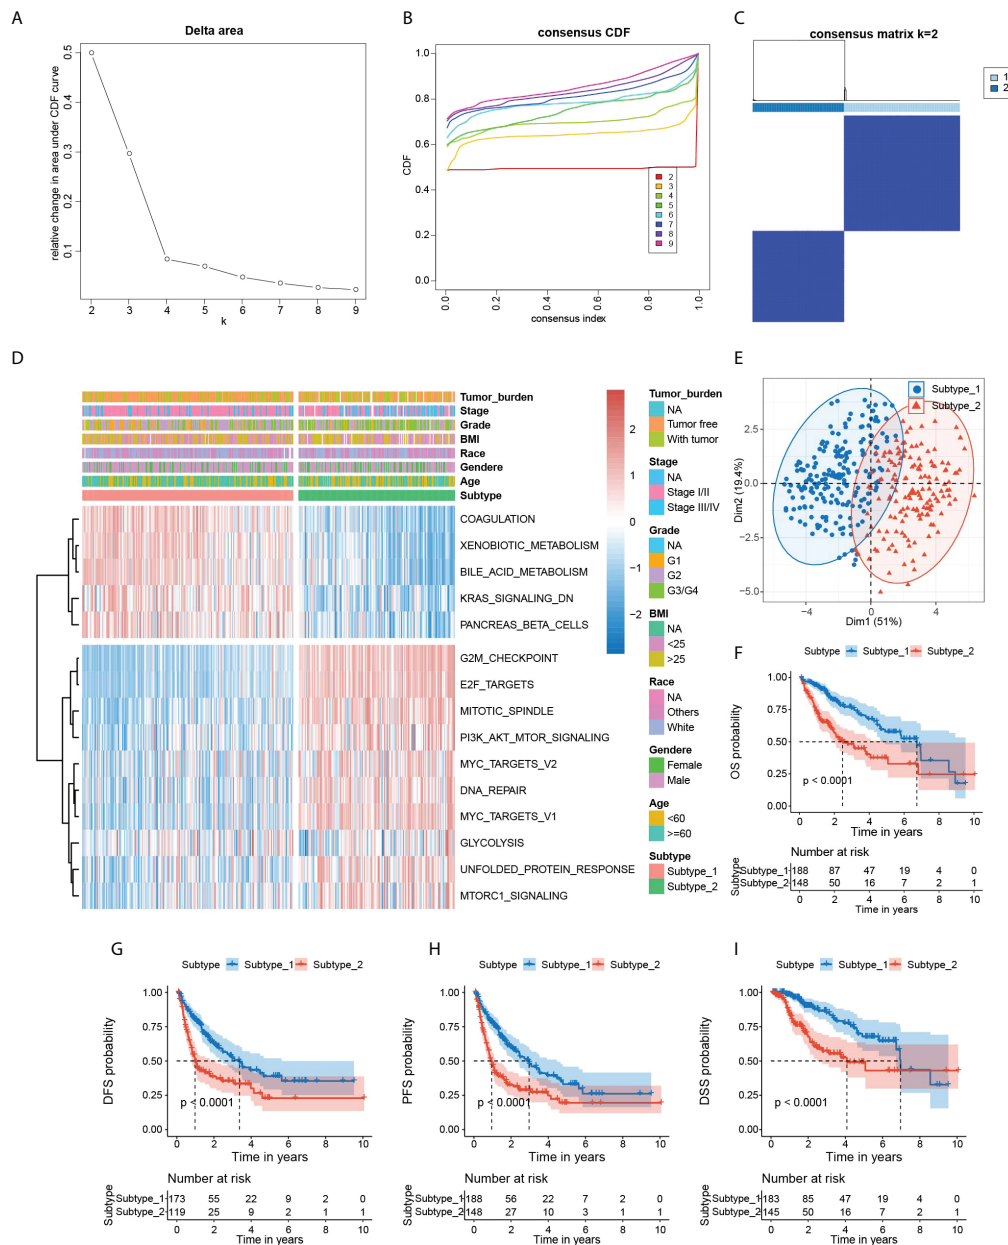 A
Delta area
relative change in area under CDF curve
0.5
0.4
0.3
0.2
0.1
2 3 4 5 6 7 8 9
k
B
consensus CDF
CDF
1.0
0.8
0.6
0.4
0.2
0.0
2
3
4
5
6
7
8
9
0.0 0.2 0.4 0.6 0.8 1.0
consensus index
C
consensus matrix k=2
1
2
D
Tumor_burden
Stage
Grade
BMI
Race
Gendere
Age
Subtype
COAGULATION
XENOBIOTIC_METABOLISM
BILE_ACID_METABOLISM
KRAS_SIGNALING_DN
PANCREAS_BETA_CELLS
G2M_CHECKPOINT
E2F_TARGETS
MITOTIC_SPINDLE
PI3K_AKT_MTOR_SIGNALING
MYC_TARGETS_V2
DNA_REPAIR
MYC_TARGETS_V1
GLYCOLYSIS
UNFOLDED_PROTEIN_RESPONSE
MTORC1_SIGNALING
2
1
0
−1
−2
Tumor_burden
NA
Tumor free
With tumor
Stage
NA
Stage I/II
Stage III/IV
Grade
NA
G1
G2
G3/G4
BMI
NA
<25
>25
Race
NA
Others
White
Gendere
Female
Male
Age
<60
>=60
Subtype
Subtype_1
Subtype_2
E
Subtype_1
Subtype_2
Dim2 (19.4%)
2.5
0.0
−2.5
−5.0
−4 0 4
Dim1 (51%)
F
Subtype Subtype_1 Subtype_2
OS probability
1.00
0.75
0.50
0.25
0.00
p < 0.0001
0 2 4 6 8 10
Time in years
Number at risk
Subtype
Subtype_1 188 87 47 19 4 0
Subtype_2 148 50 16 7 2 1
0 2 4 6 8 10
Time in years
G
Subtype Subtype_1 Subtype_2
DFS probability
1.00
0.75
0.50
0.25
0.00
p < 0.0001
0 2 4 6 8 10
Time in years
Number at risk
Subtype
Subtype_1 173 55 22 9 2 0
Subtype_2 119 25 9 2 1 1
0 2 4 6 8 10
Time in years
H
Subtype Subtype_1 Subtype_2
PFS probability
1.00
0.75
0.50
0.25
0.00
p < 0.0001
0 2 4 6 8 10
Time in years
Number at risk
Subtype
Subtype_1 188 56 22 7 2 0
Subtype_2 148 27 10 3 1 1
0 2 4 6 8 10
Time in years
I
Subtype Subtype_1 Subtype_2
DSS probability
1.00
0.75
0.50
0.25
0.00
p < 0.0001
0 2 4 6 8 10
Time in years
Number at risk
Subtype
Subtype_1 183 85 47 19 4 0
Subtype_2 145 50 16 7 2 1
0 2 4 6 8 10
Time in years